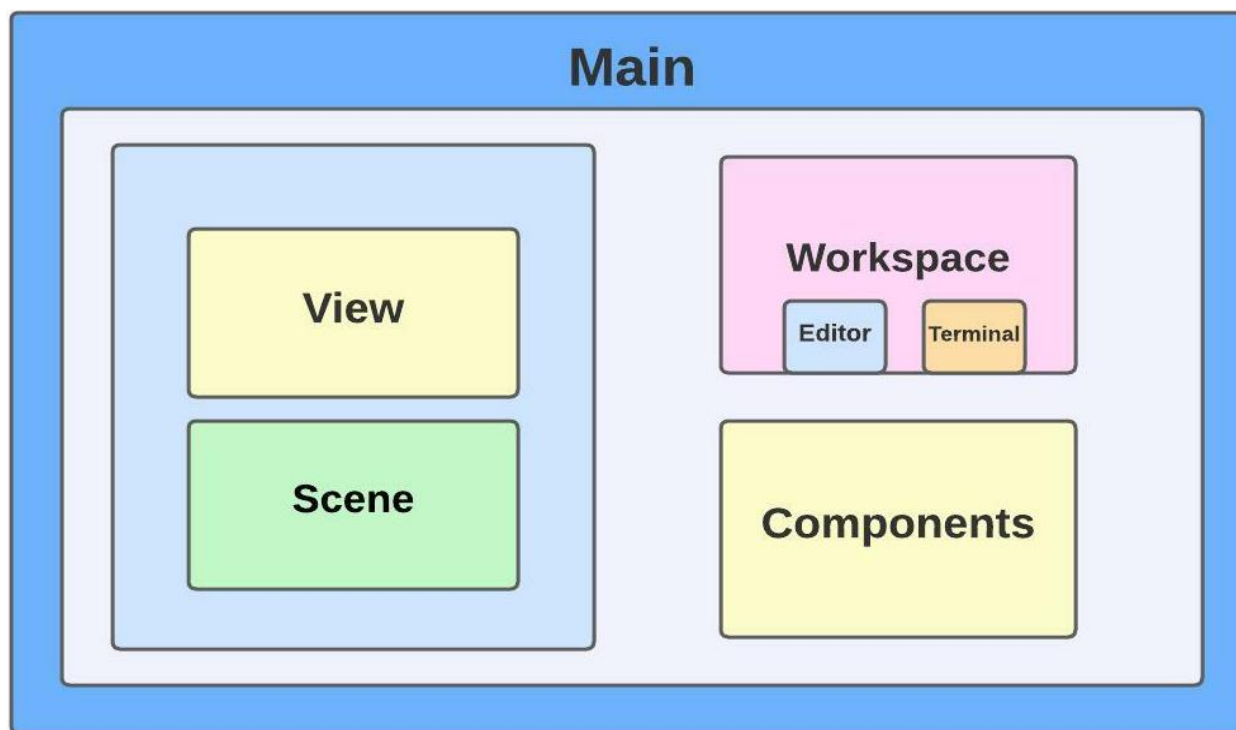 Main
View
Scene
Workspace
Editor
Terminal
Components